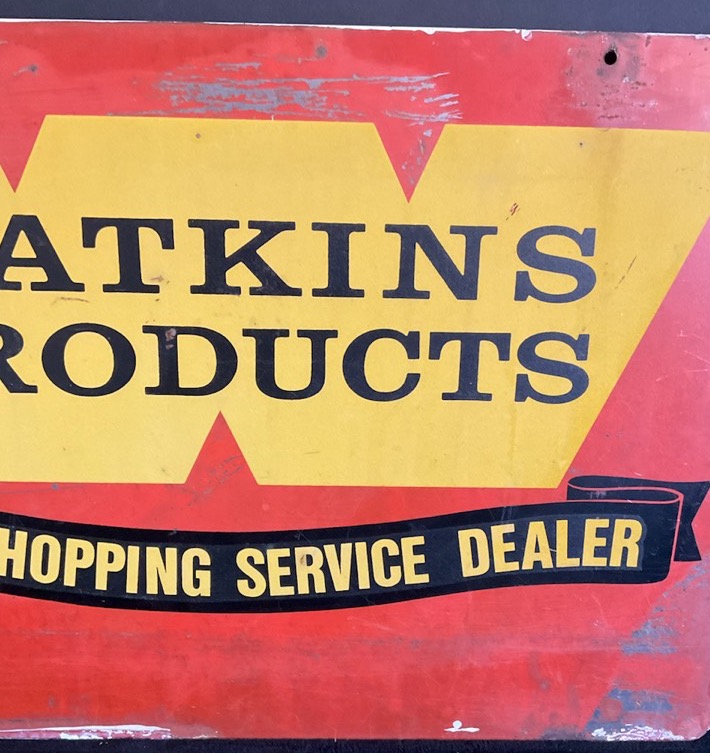 ATKINS
RODUCTS
HOPPING SERVICE DEALER